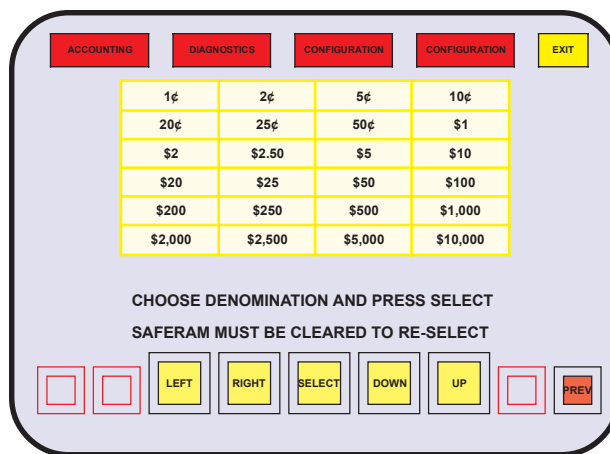 ACCOUNTING DIAGNOSTICS CONFIGURATION CONFIGURATION EXIT
1¢ 2¢ 5¢ 10¢
20¢ 25¢ 50¢ $1
$2 $2.50 $5 $10
$20 $25 $50 $100
$200 $250 $500 $1,000
$2,000 $2,500 $5,000 $10,000
CHOOSE DENOMINATION AND PRESS SELECT
SAFERAM MUST BE CLEARED TO RE-SELECT
LEFT RIGHT SELECT DOWN UP PREV